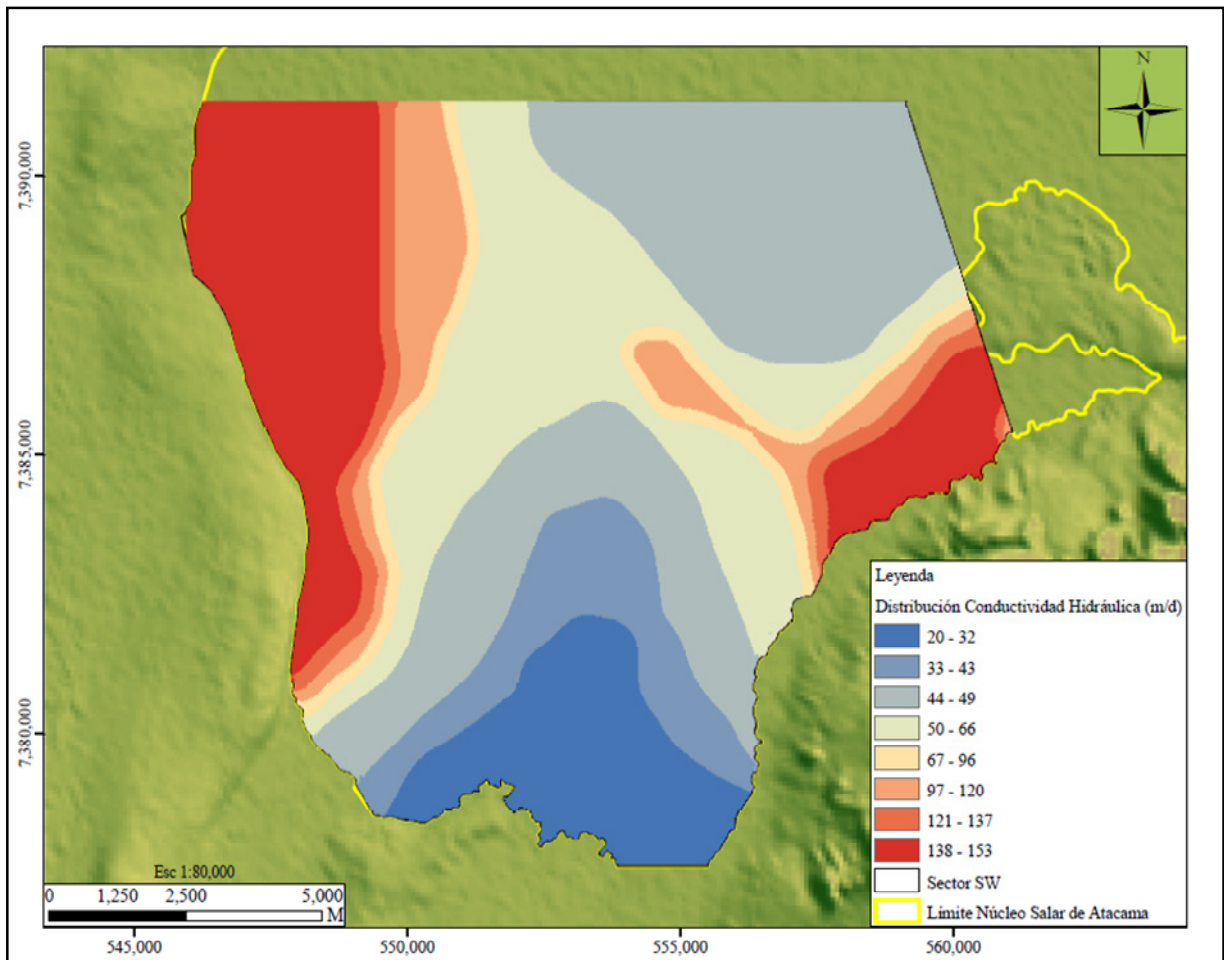 N
7,390,000
7,385,000
7,380,000
Leyenda
Distribución Conductividad Hidráulica (m/d)
20 - 32
33 - 43
44 - 49
50 - 66
67 - 96
97 - 120
121 - 137
138 - 153
Sector SW
Límite Núcleo Salar de Atacama
Esc 1:80,000
0 1,250 2,500 5,000
M
545,000 550,000 555,000 560,000